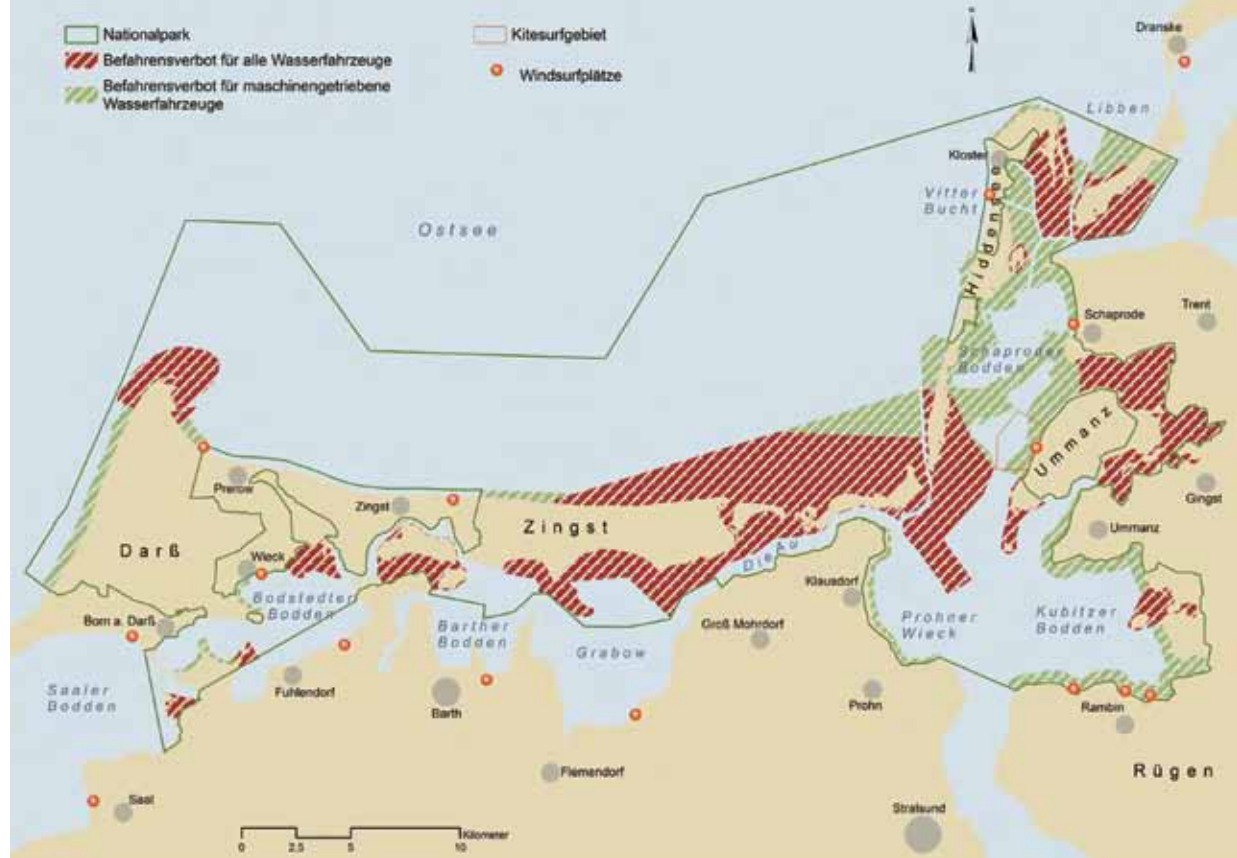 Nationalpark
Befahrensverbot für alle Wasserfahrzeuge
Befahrensverbot für maschinengetriebene
Wasserfahrzeuge
Kitesurfgebiet
Windsurfplätze
N
Dranske
Libben
Kloster
Vitter
Bucht
Hiddensee
Ostsee
Schaprode
Trent
Schaproder
Bodden
Ummanz
Gingst
Ummanz
Prerow
Zingst
Zingst
Darß
Wieck
Bodstedter
Bodden
Born a. Darß
Barther
Bodden
Grabow
Groß Mohrdorf
Klausdorf
Prohner
Wieck
Kubitzer
Bodden
Saaler
Bodden
Fuhlendorf
Barth
Prohn
Rambin
Flemendorf
Rügen
Saal
Stralsund
Kilometer
0
2,5
5
10